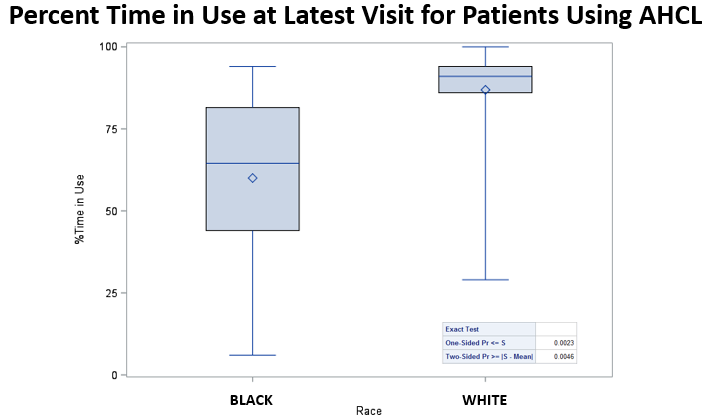 Percent Time in Use at Latest Visit for Patients Using AHCL
100
75
50
25
0
%Time in Use
Exact Test
One-Sided Pr <= S 0.0023
Two-Sided Pr >= |S - Mean| 0.0046
BLACK WHITE
Race